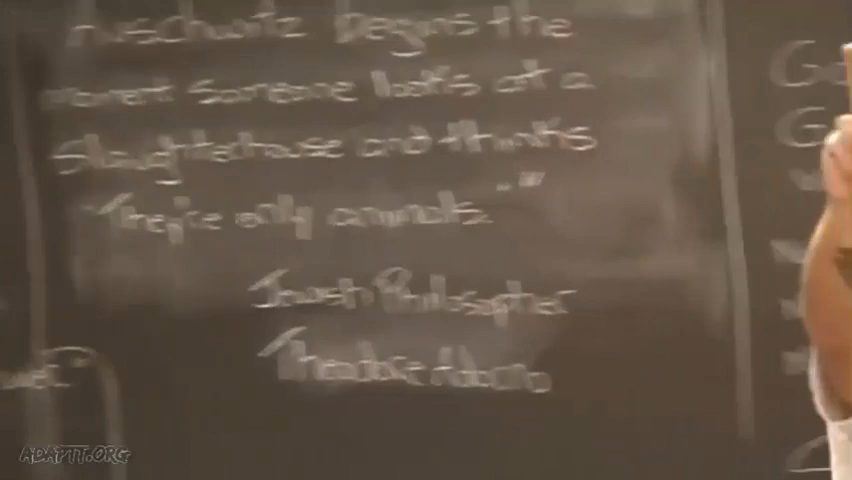 Auschwitz begins the
moment someone looks at a
Slaughterhouse and thinks
"They're only animals."
Jewish Philosopher
Theodore Adorno
ADAPTT.ORG